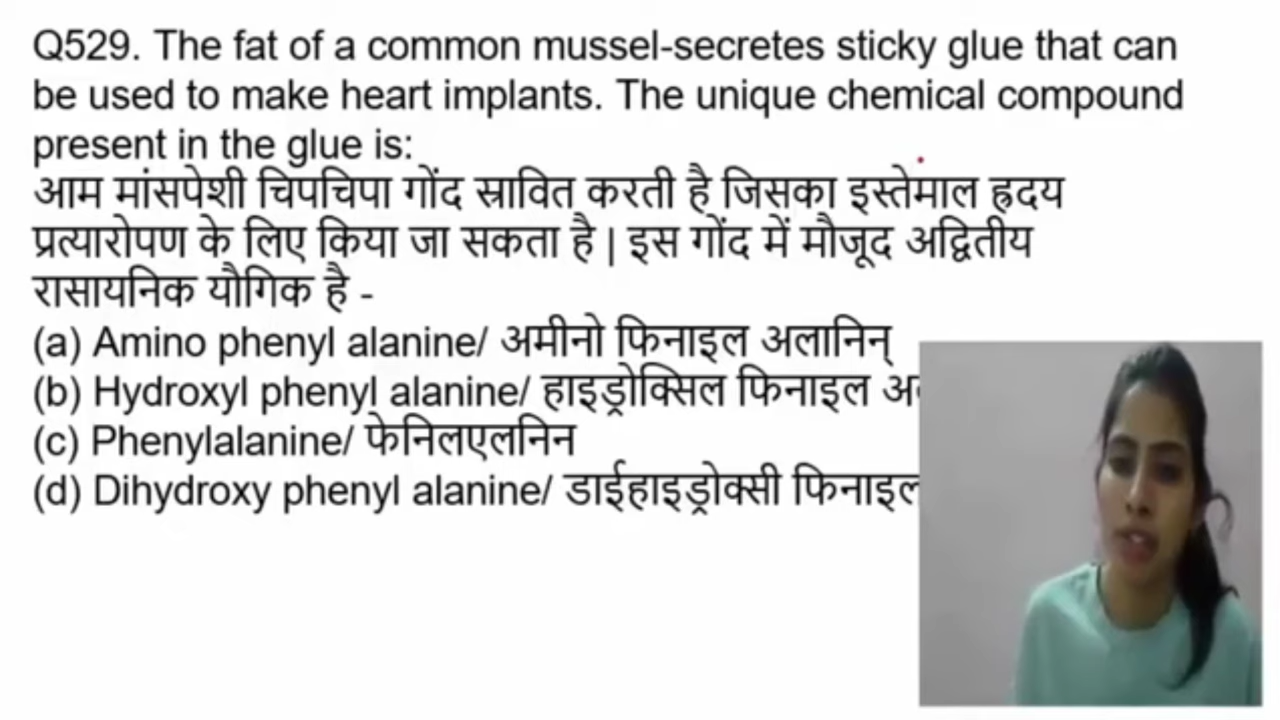 Q529. The fat of a common mussel-secretes sticky glue that can
be used to make heart implants. The unique chemical compound
present in the glue is:
आम मांसपेशी चिपचिपा गोंद स्रावित करती है जिसका इस्तेमाल ह्रदय
प्रत्यारोपण के लिए किया जा सकता है | इस गोंद में मौजूद अद्वितीय
रासायनिक यौगिक है -
(a) Amino phenyl alanine/ अमीनो फिनाइल अलानिन्
(b) Hydroxyl phenyl alanine/ हाइड्रोक्सिल फिनाइल
(c) Phenylalanine/ फेनिलएलनिन
(d) Dihydroxy phenyl alanine/ डाईहाइड्रोक्सी फिनाइल